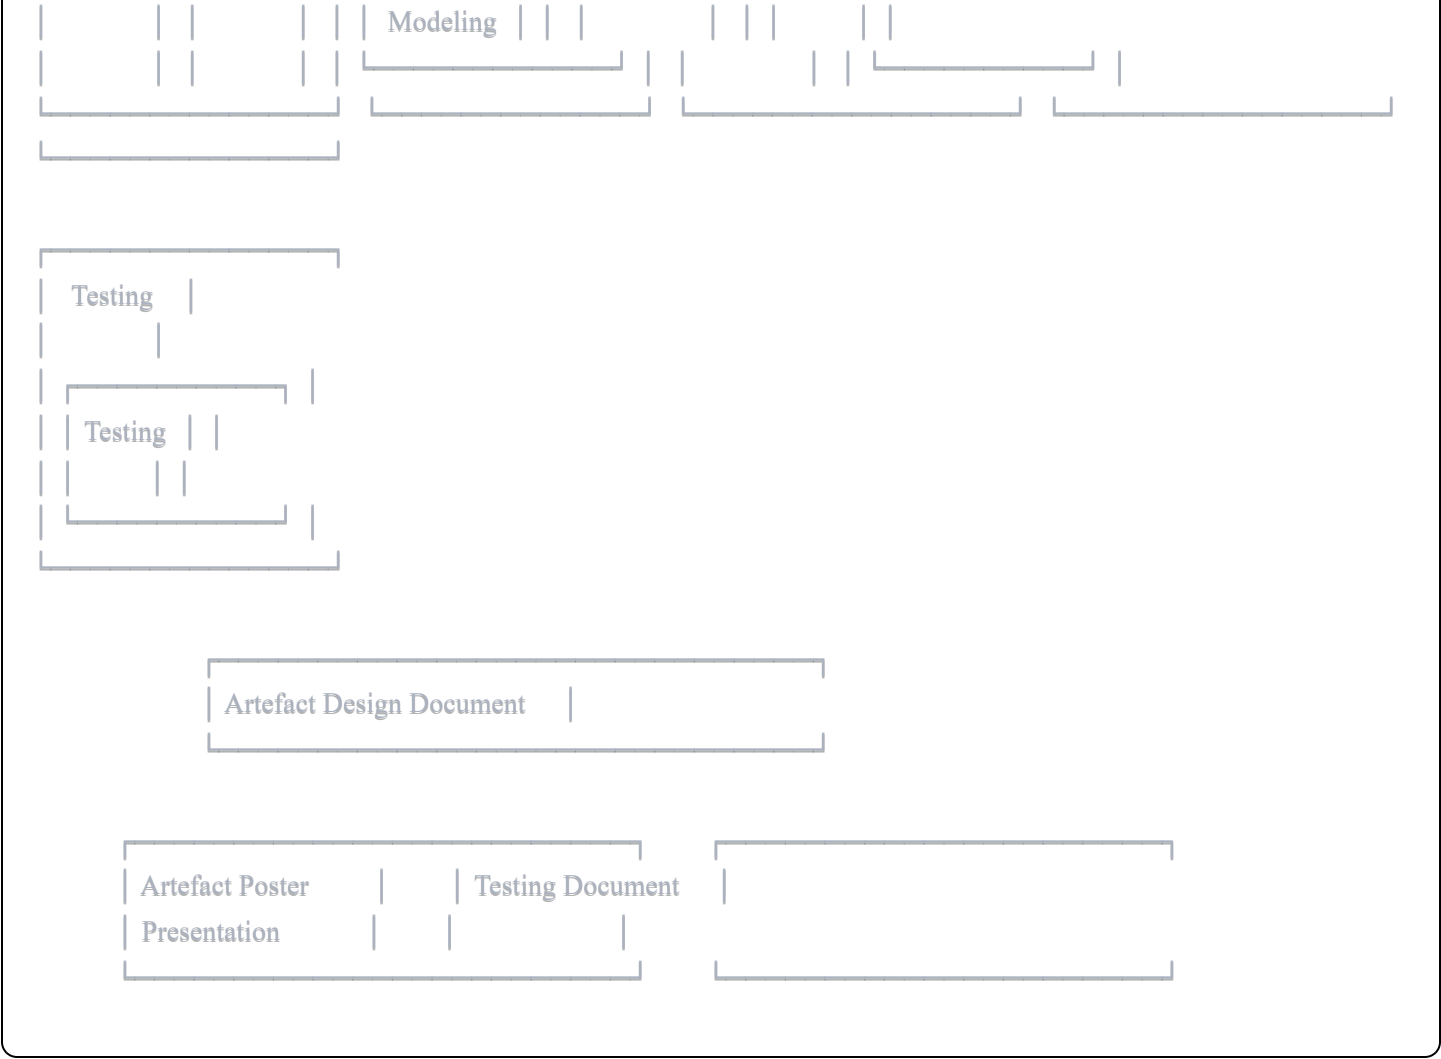 Modeling
Testing
Testing
Artefact Design Document
Artefact Poster Testing Document
Presentation